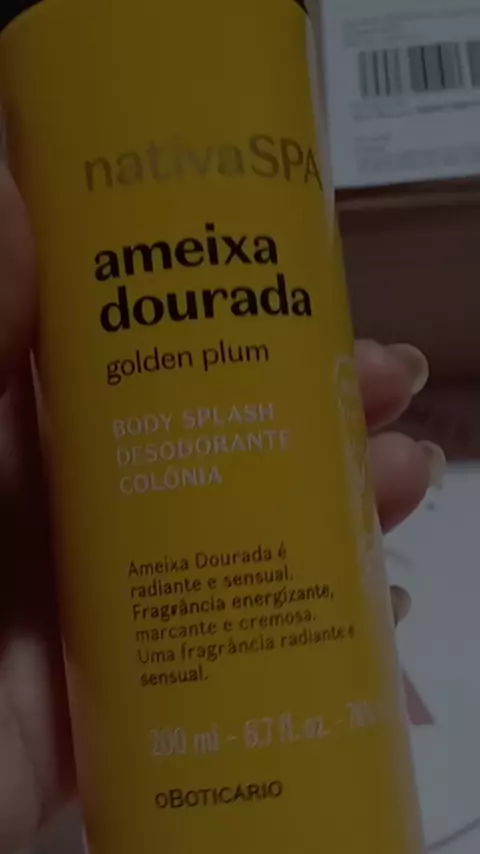 nativaSPA
ameixa
dourada
golden plum
BODY SPLASH
DESODORANTE
COLÔNIA
Ameixa Dourada é
radiante e sensual.
Fragrância energizante,
marcante e cremosa.
Uma fragrância radiante e
sensual.
200 ml - 6.7 fl. oz. -
oBOTICÁRIO